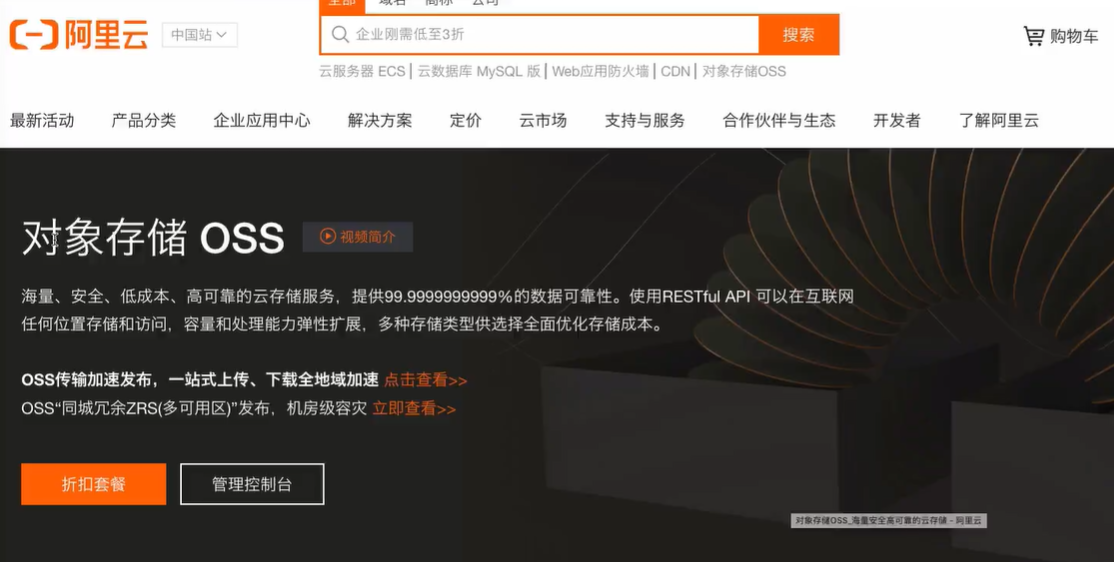 全部 域名 商标 公司
阿里云 中国站
企业刚需低至3折 搜索
购物车
云服务器 ECS | 云数据库 MySQL 版 | Web应用防火墙 | CDN | 对象存储OSS
最新活动 产品分类 企业应用中心 解决方案 定价 云市场 支持与服务 合作伙伴与生态 开发者 了解阿里云
对象存储 OSS 视频简介
海量、安全、低成本、高可靠的云存储服务，提供99.9999999999%的数据可靠性。使用RESTful API 可以在互联网
任何位置存储和访问，容量和处理能力弹性扩展，多种存储类型供选择全面优化存储成本。
OSS传输加速发布，一站式上传、下载全地域加速 点击查看>>
OSS“同城冗余ZRS(多可用区)”发布，机房级容灾 立即查看>>
折扣套餐 管理控制台
对象存储OSS_海量安全高可靠的云存储 - 阿里云